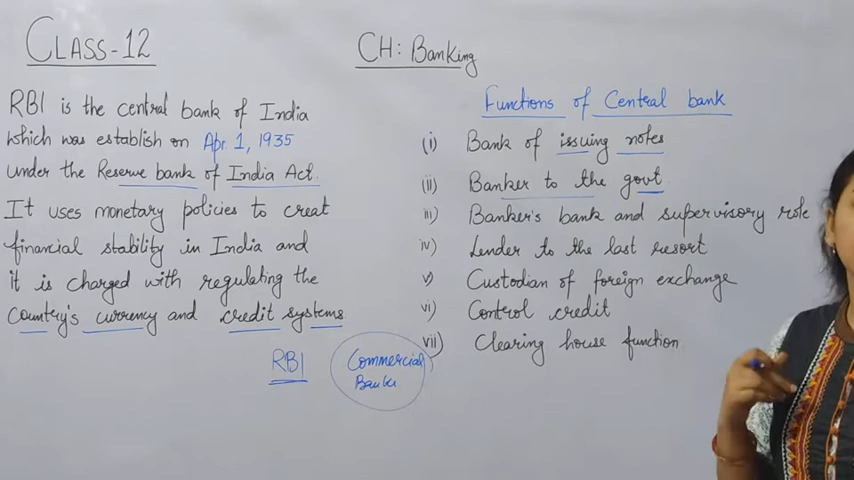 CLASS-12
CH: Banking
RBI is the central bank of India
which was establish on Apr. 1, 1935
under the Reserve bank of India Act.
It uses monetary policies to creat
financial stability in India and
it is charged with regulating the
Country's currency and credit systems
RBI
Commercial
Banks
Functions of Central bank
(i) Bank of issuing notes
(ii) Banker to the govt
iii) Banker's bank and supervisory role
iv) Lender to the last resort
v) Custodian of foreign exchange
vi) Control credit
vii) Clearing house function